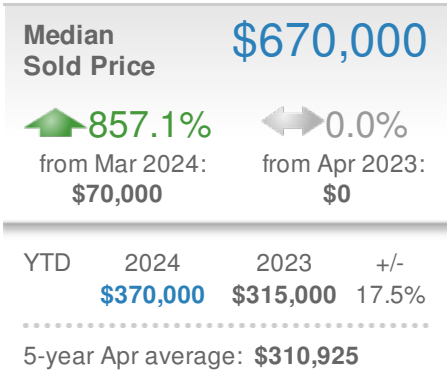 Median $670,000
Sold Price
857.1% 0.0%
from Mar 2024: from Apr 2023:
$70,000 $0
YTD 2024 2023 +/-
$370,000 $315,000 17.5%
5-year Apr average: $310,925